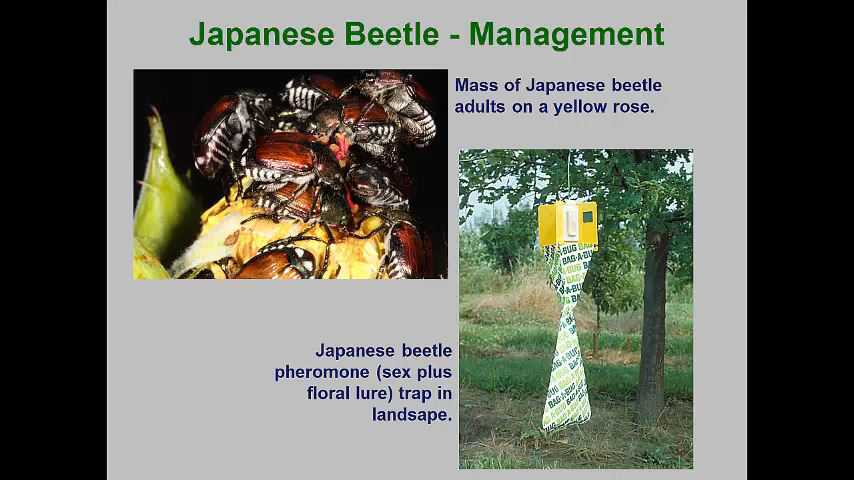 Japanese Beetle - Management
Mass of Japanese beetle
adults on a yellow rose.
Japanese beetle
pheromone (sex plus
floral lure) trap in
landsape.
BAG-A-BUG